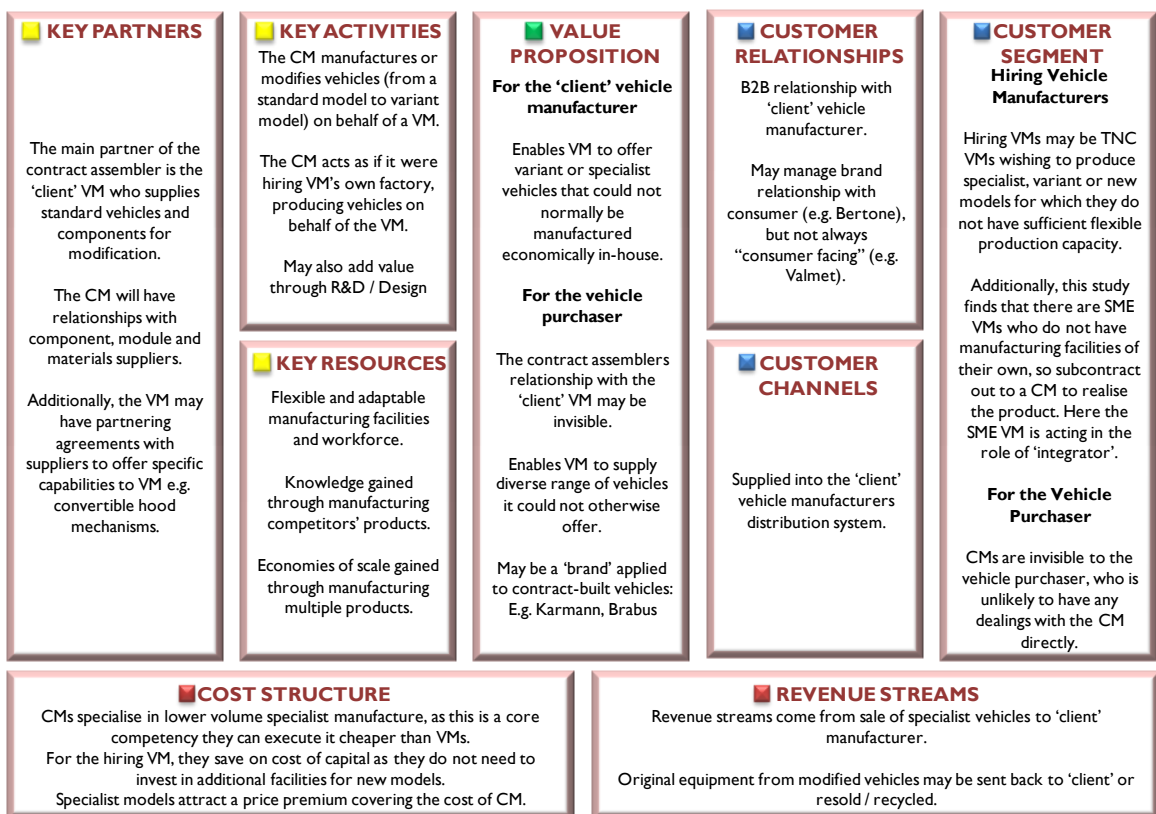 KEY PARTNERS
The main partner of the
contract assembler is the
‘client’ VM who supplies
standard vehicles and
components for
modification.
The CM will have
relationships with
component, module and
materials suppliers.
Additionally, the VM may
have partnering
agreements with
suppliers to offer specific
capabilities to VM e.g.
convertible hood
mechanisms.
KEY ACTIVITIES
The CM manufactures or
modifies vehicles (from a
standard model to variant
model) on behalf of a VM.
The CM acts as if it were
hiring VM’s own factory,
producing vehicles on
behalf of the VM.
May also add value
through R&D / Design
KEY RESOURCES
Flexible and adaptable
manufacturing facilities
and workforce.
Knowledge gained
through manufacturing
competitors’ products.
Economies of scale gained
through manufacturing
multiple products.
VALUE
PROPOSITION
For the ‘client’ vehicle
manufacturer
Enables VM to offer
variant or specialist
vehicles that could not
normally be
manufactured
economically in-house.
For the vehicle
purchaser
The contract assemblers
relationship with the
‘client’ VM may be
invisible.
Enables VM to supply
diverse range of vehicles
it could not otherwise
offer.
May be a ‘brand’ applied
to contract-built vehicles:
E.g. Karmann, Brabus
CUSTOMER
RELATIONSHIPS
B2B relationship with
‘client’ vehicle
manufacturer.
May manage brand
relationship with
consumer (e.g. Bertone),
but not always
“consumer facing” (e.g.
Valmet).
CUSTOMER
CHANNELS
Supplied into the ‘client’
vehicle manufacturers
distribution system.
CUSTOMER
SEGMENT
Hiring Vehicle
Manufacturers
Hiring VMs may be TNC
VMs wishing to produce
specialist, variant or new
models for which they do
not have sufficient flexible
production capacity.
Additionally, this study
finds that there are SME
VMs who do not have
manufacturing facilities of
their own, so subcontract
out to a CM to realise
the product. Here the
SME VM is acting in the
role of ‘integrator’.
For the Vehicle
Purchaser
CMs are invisible to the
vehicle purchaser, who is
unlikely to have any
dealings with the CM
directly.
COST STRUCTURE
CMs specialise in lower volume specialist manufacture, as this is a core
competency they can execute it cheaper than VMs.
For the hiring VM, they save on cost of capital as they do not need to
invest in additional facilities for new models.
Specialist models attract a price premium covering the cost of CM.
REVENUE STREAMS
Revenue streams come from sale of specialist vehicles to ‘client’
manufacturer.
Original equipment from modified vehicles may be sent back to ‘client’ or
resold / recycled.